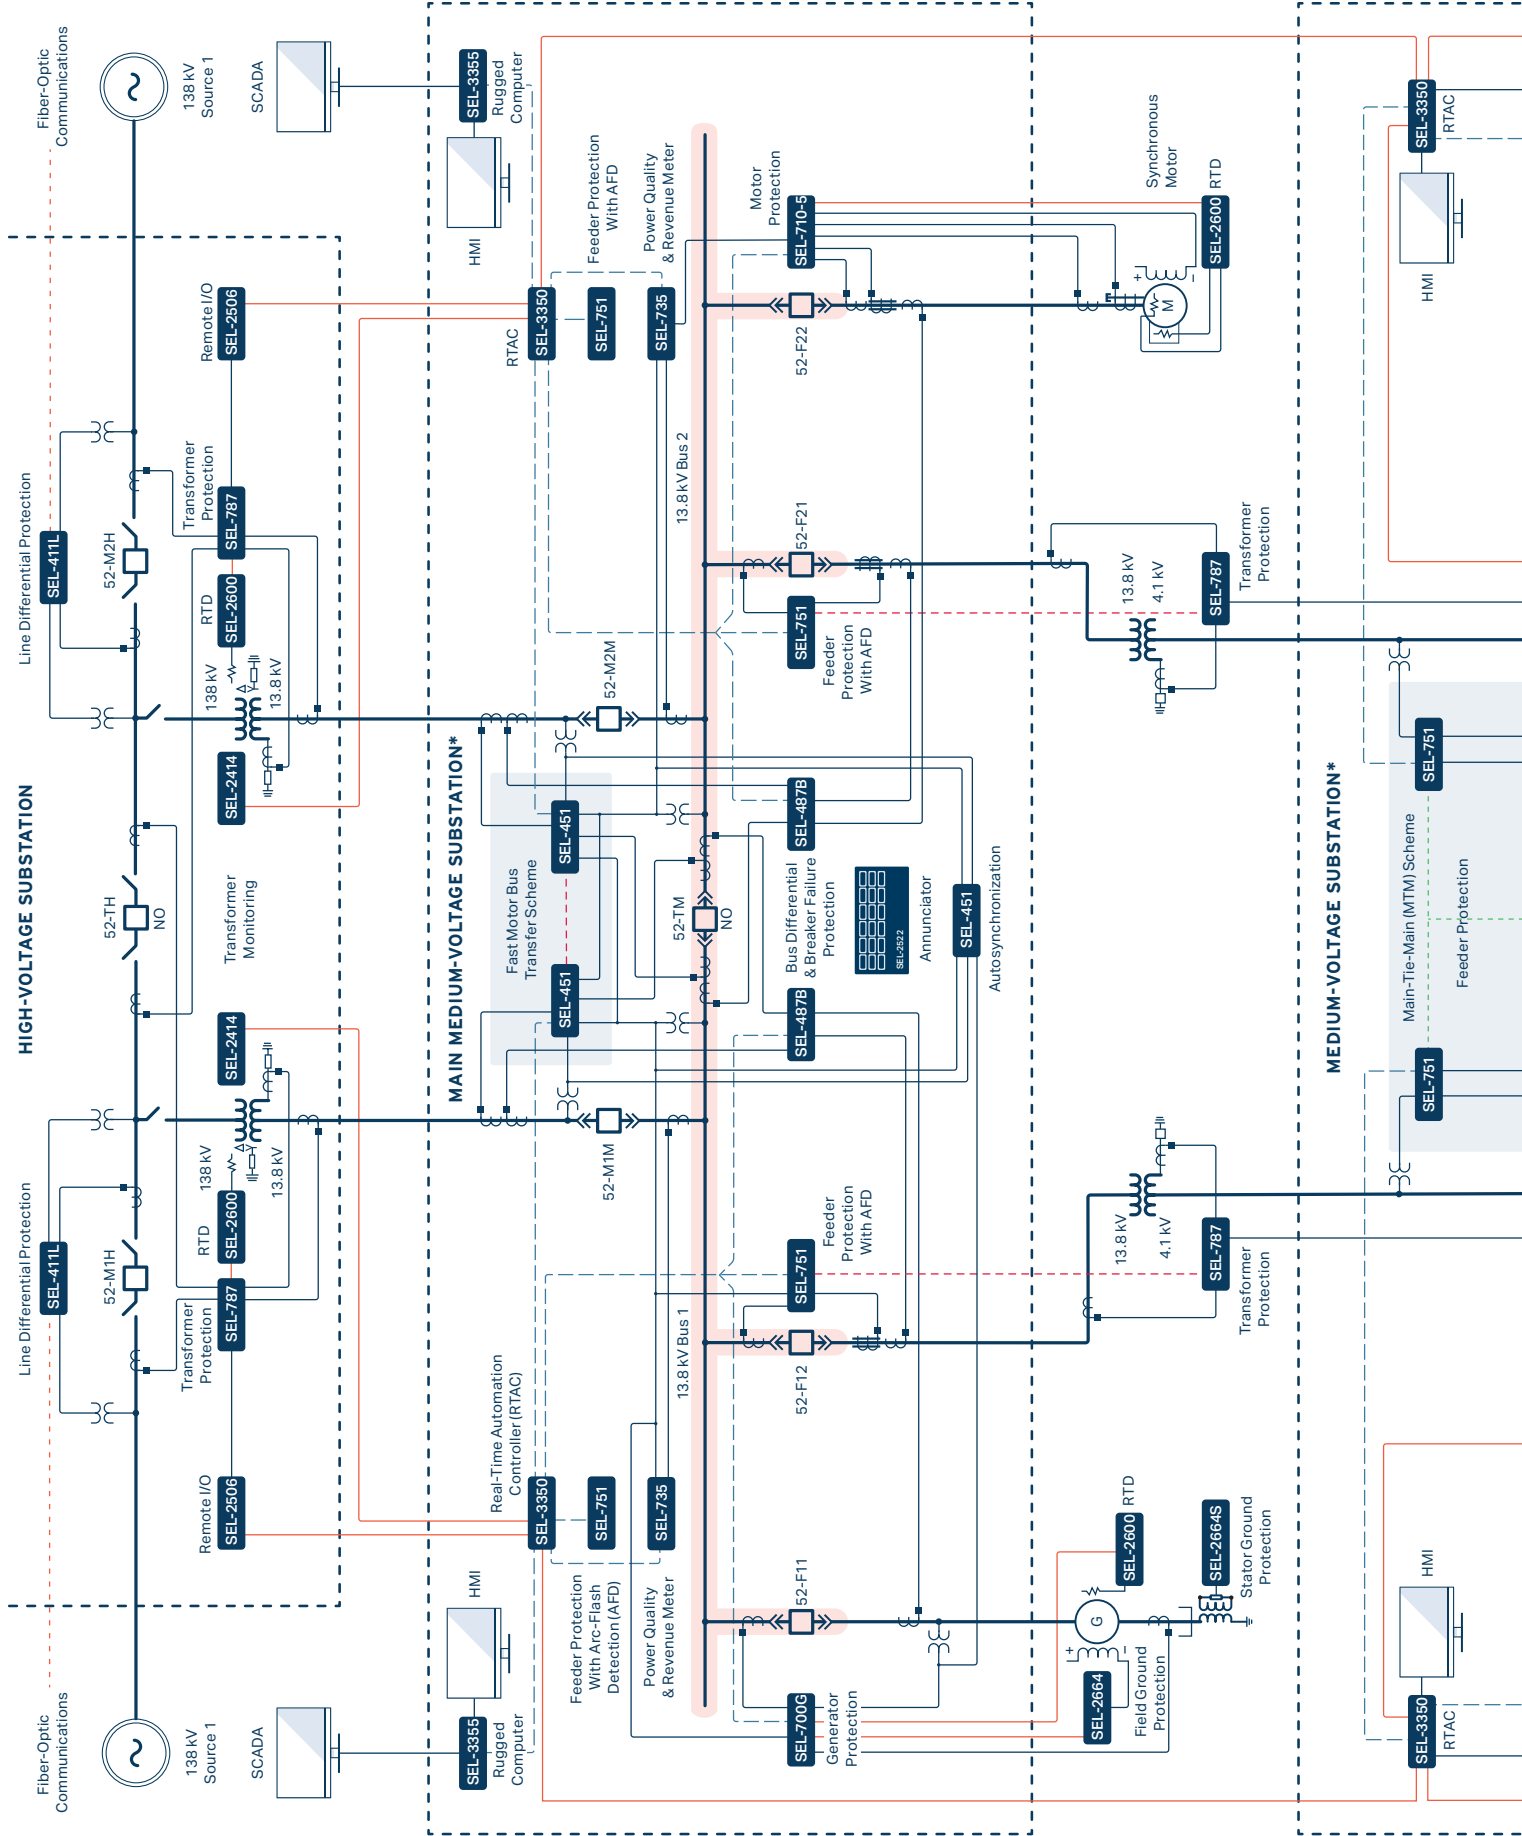 Fiber-Optic
Communications
138 kV
Source 1
SCADA
Line Differential Protection
SEL-411L
52-M1H
Remote I/O
SEL-2506
Transformer
Protection
SEL-787
RTD
SEL-2600
138 kV
13.8 kV
SEL-2414
HIGH-VOLTAGE SUBSTATION
52-TH
NO
Transformer
Monitoring
SEL-2414
138 kV
13.8 kV
RTD
SEL-2600
Line Differential Protection
SEL-411L
52-M2H
Transformer
Protection
SEL-787
Remote I/O
SEL-2506
Fiber-Optic
Communications
138 kV
Source 1
SCADA
MAIN MEDIUM-VOLTAGE SUBSTATION*
HMI
SEL-3355
Rugged
Computer
Real-Time Automation
Controller (RTAC)
SEL-3350
SEL-751
Feeder Protection
With Arc-Flash
Detection (AFD)
SEL-735
Power Quality
& Revenue Meter
13.8 kV Bus 1
52-M1M
Fast Motor Bus
Transfer Scheme
SEL-451
SEL-451
52-M2M
52-TM
NO
13.8 kV Bus 2
RTAC
SEL-3350
SEL-751
Feeder Protection
With AFD
SEL-735
Power Quality
& Revenue Meter
HMI
SEL-3355
Rugged
Computer
SEL-700G
Generator
Protection
52-F11
52-F12
SEL-751
Feeder
Protection
With AFD
SEL-487B
Bus Differential
& Breaker Failure
Protection
SEL-487B
SEL-2522
Annunciator
SEL-451
Autosynchronization
SEL-751
Feeder
Protection
With AFD
52-F21
52-F22
Motor
Protection
SEL-710-5
SEL-2664
Field Ground
Protection
G
SEL-2600
RTD
SEL-2664S
Stator Ground
Protection
13.8 kV
4.1 kV
SEL-787
Transformer
Protection
13.8 kV
4.1 kV
SEL-787
Transformer
Protection
M
Synchronous
Motor
SEL-2600
RTD
MEDIUM-VOLTAGE SUBSTATION*
SEL-3350
RTAC
HMI
SEL-751
Main-Tie-Main (MTM) Scheme
SEL-751
Feeder Protection
HMI
SEL-3350
RTAC